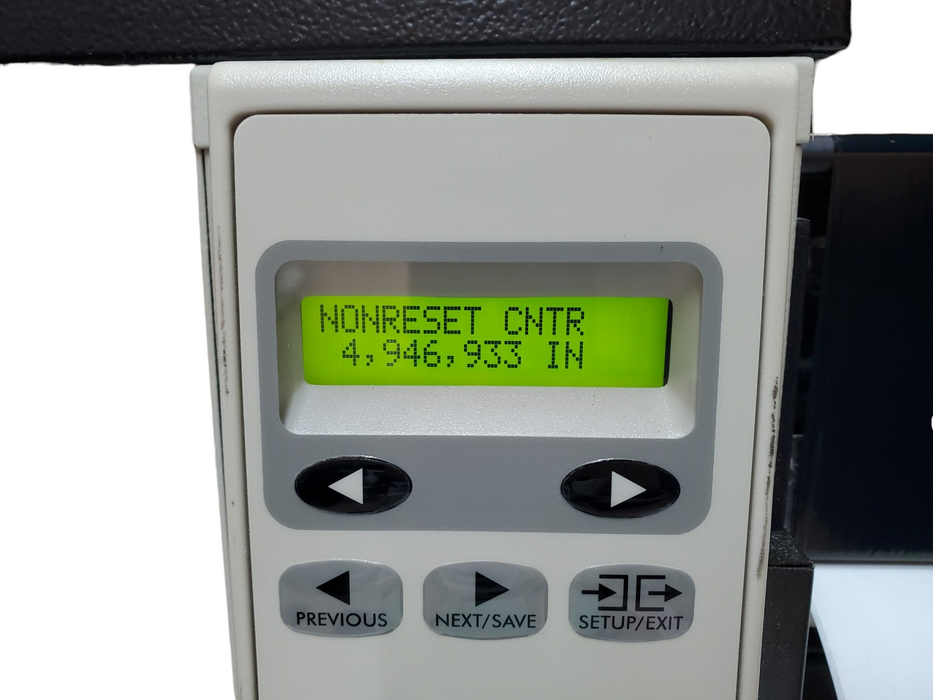 NONRESET CNTR
4,946,933 IN
PREVIOUS
NEXT/SAVE
SETUP/EXIT